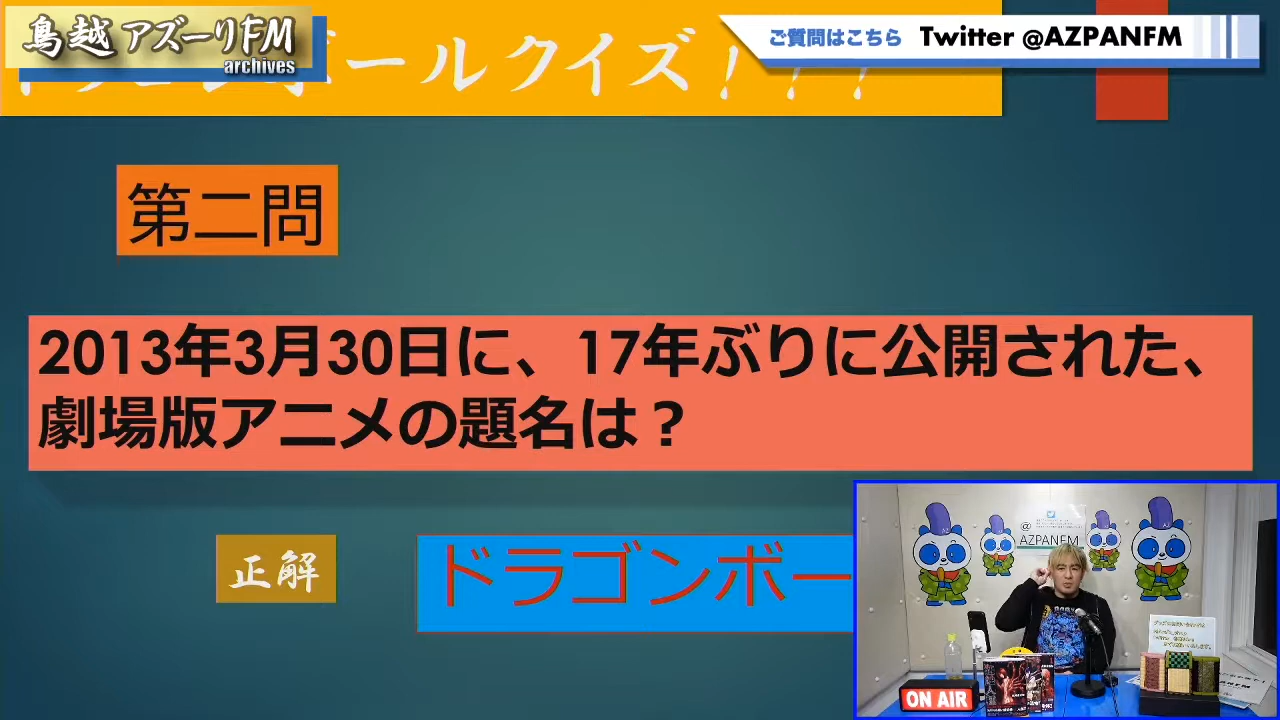 鳥越アズーリFM
archives
ールクイズ！！！
ご質問はこちら Twitter @AZPANFM
第二問
2013年3月30日に、17年ぶりに公開された、
劇場版アニメの題名は？
正解
ドラゴンボー
@
AZPANFM
ON AIR